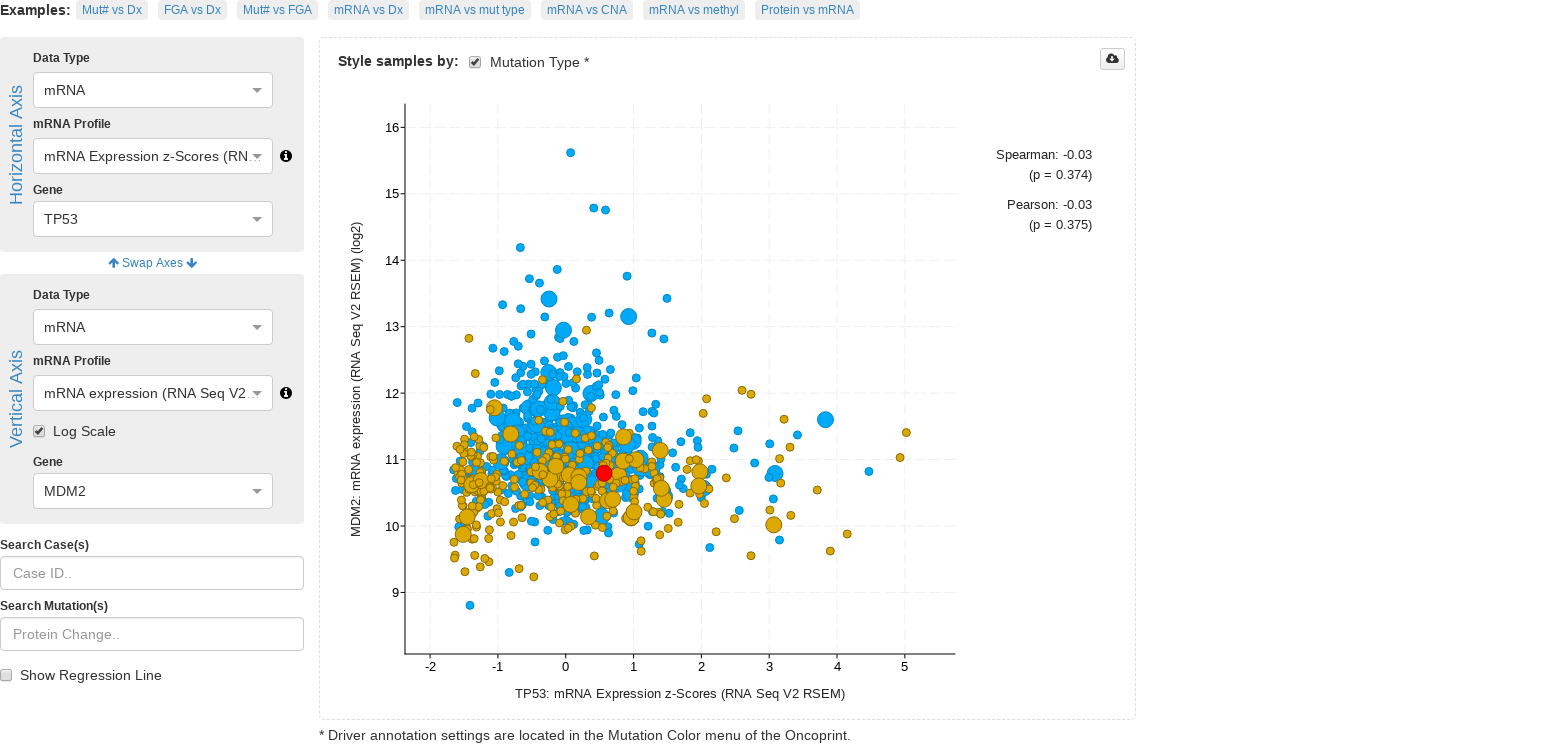 Examples: Mut# vs Dx FGA vs Dx Mut# vs FGA mRNA vs Dx mRNA vs mut type mRNA vs CNA mRNA vs methyl Protein vs mRNA
Horizontal Axis
Data Type
mRNA
mRNA Profile
mRNA Expression z-Scores (RN...
Gene
TP53
Swap Axes
Vertical Axis
Data Type
mRNA
mRNA Profile
mRNA expression (RNA Seq V2...
Log Scale
Gene
MDM2
Search Case(s)
Case ID..
Search Mutation(s)
Protein Change..
Show Regression Line
Style samples by: Mutation Type *
MDM2: mRNA expression (RNA Seq V2 RSEM) (log2)
16
15
14
13
12
11
10
9
-2 -1 0 1 2 3 4 5
TP53: mRNA Expression z-Scores (RNA Seq V2 RSEM)
Spearman: -0.03
(p = 0.374)
Pearson: -0.03
(p = 0.375)
* Driver annotation settings are located in the Mutation Color menu of the Oncoprint.